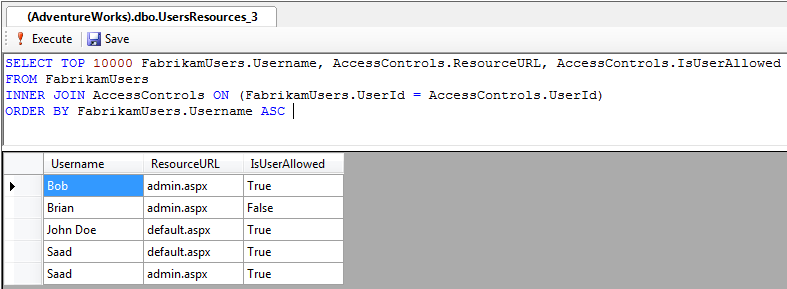 (AdventureWorks).dbo.UsersResources_3
Execute Save
SELECT TOP 10000 FabrikamUsers.Username, AccessControls.ResourceURL, AccessControls.IsUserAllowed
FROM FabrikamUsers
INNER JOIN AccessControls ON (FabrikamUsers.UserId = AccessControls.UserId)
ORDER BY FabrikamUsers.Username ASC
Username ResourceURL IsUserAllowed
Bob admin.aspx True
Brian admin.aspx False
John Doe default.aspx True
Saad default.aspx True
Saad admin.aspx True